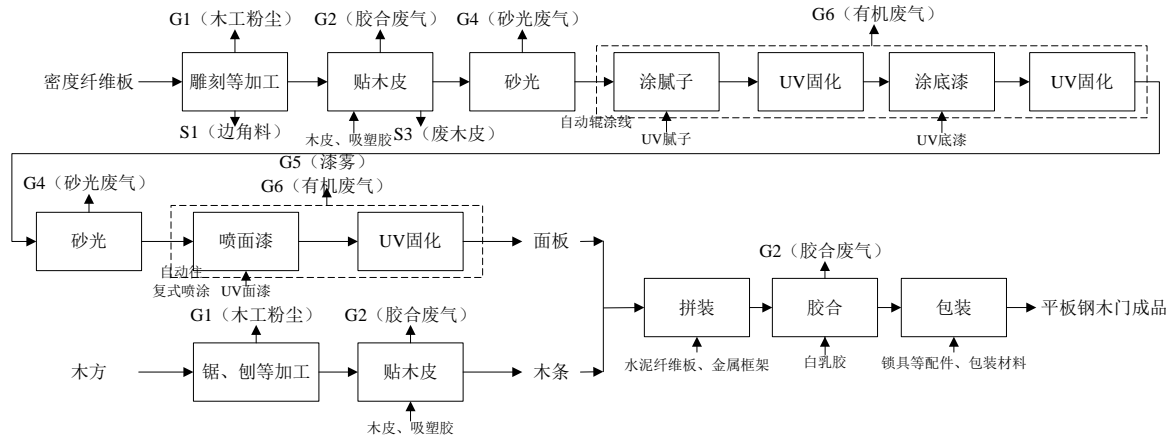 G1（木工粉尘）
G2（胶合废气）
G4（砂光废气）
G6（有机废气）
密度纤维板
雕刻等加工
贴木皮
砂光
涂腻子
UV固化
涂底漆
UV固化
S1（边角料）
木皮、吸塑胶
S3（废木皮）
自动辊涂线
UV腻子
UV底漆
G5（漆雾）
G4（砂光废气）
G6（有机废气）
砂光
喷面漆
UV固化
面板
自动往
复式喷涂
UV面漆
G2（胶合废气）
拼装
胶合
包装
平板钢木门成品
水泥纤维板、金属框架
白乳胶
锁具等配件、包装材料
G1（木工粉尘）
G2（胶合废气）
木方
锯、刨等加工
贴木皮
木条
木皮、吸塑胶